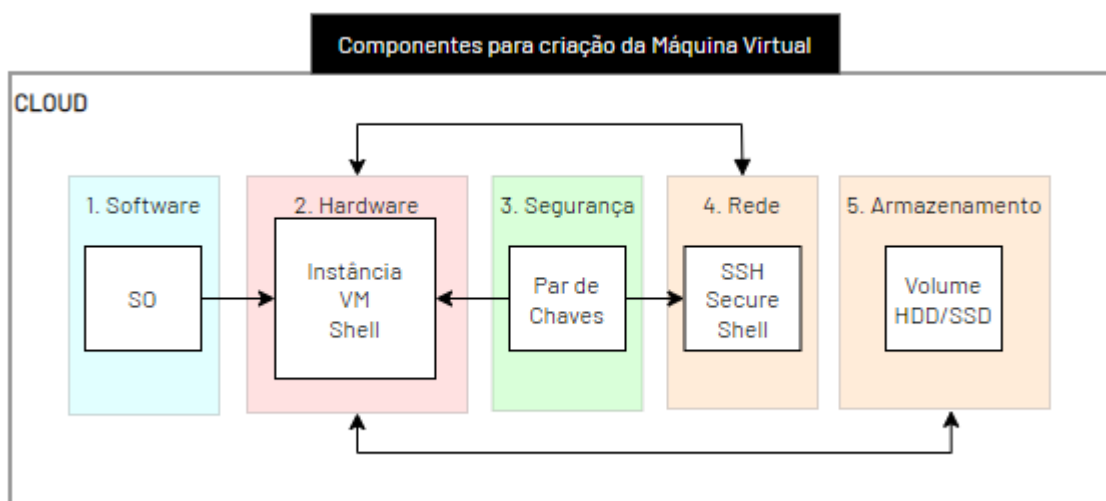 Componentes para criação da Máquina Virtual
CLOUD
1. Software
2. Hardware
3. Segurança
4. Rede
5. Armazenamento
SO
Instância
VM
Shell
Par de
Chaves
SSH
Secure
Shell
Volume
HDD/SSD